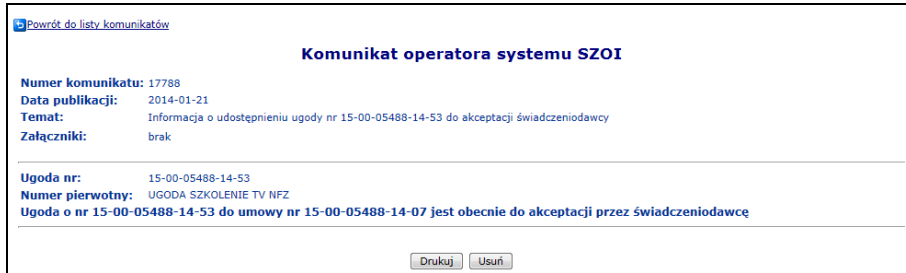 Powrót do listy komunikatów
Komunikat operatora systemu SZOI
Numer komunikatu: 17788
Data publikacji: 2014-01-21
Temat: Informacja o udostępnieniu ugody nr 15-00-05488-14-53 do akceptacji świadczeniodawcy
Załączniki: brak
Ugoda nr: 15-00-05488-14-53
Numer pierwotny: UGODA SZKOLENIE TV NFZ
Ugoda o nr 15-00-05488-14-53 do umowy nr 15-00-05488-14-07 jest obecnie do akceptacji przez świadczeniodawcę
Drukuj Usuń